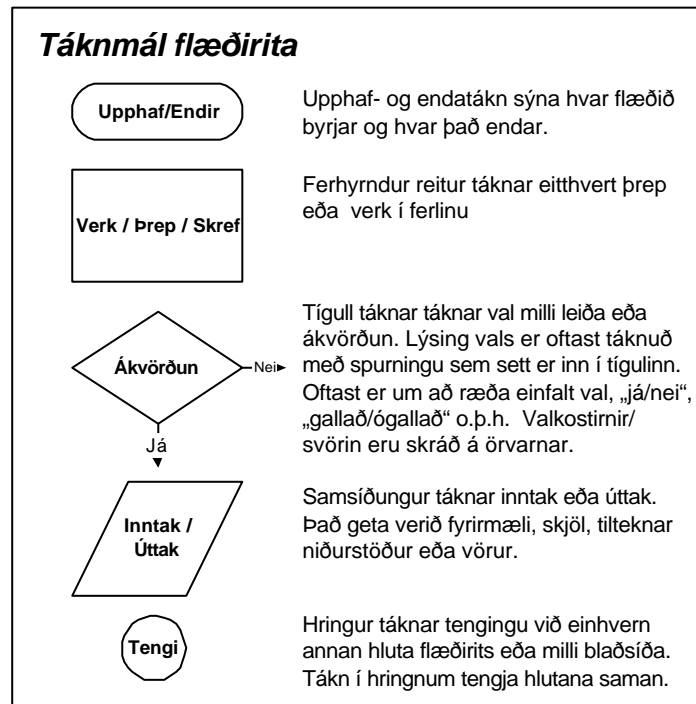 Táknmál flæðirita
Upphaf/Endir
Upphaf- og endatákn sýna hvar flæðið
byrjar og hvar það endar.
Verk / Þrep / Skref
Ferhyrndur reitur táknar eitthvert þrep
eða verk í ferlinu
Ákvörðun
Nei
Já
Tígull táknar táknar val milli leiða eða
ákvörðun. Lýsing vals er oftast táknuð
með spurningu sem sett er inn í tígulinn.
Oftast er um að ræða einfalt val, „já/nei“,
„gallað/ógallað“ o.þ.h. Valkostirnir/
svörin eru skráð á örvarnar.
Inntak /
Úttak
Samsíðungur táknar inntak eða úttak.
Það geta verið fyrirmæli, skjöl, tilteknar
niðurstöður eða vörur.
Tengi
Hringur táknar tengingu við einhvern
annan hluta flæðirits eða milli blaðsíða.
Tákn í hringnum tengja hlutana saman.